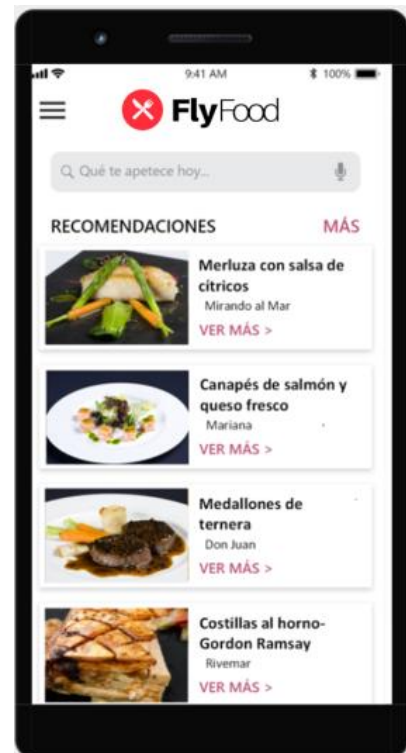 9:41 AM 100%
FlyFood
Qué te apetece hoy...
RECOMENDACIONES MÁS
Merluza con salsa de
cítricos
Mirando al Mar
VER MÁS >
Canapés de salmón y
queso fresco
Mariana
VER MÁS >
Medallones de
ternera
Don Juan
VER MÁS >
Costillas al horno-
Gordon Ramsay
Rivemar
VER MÁS >